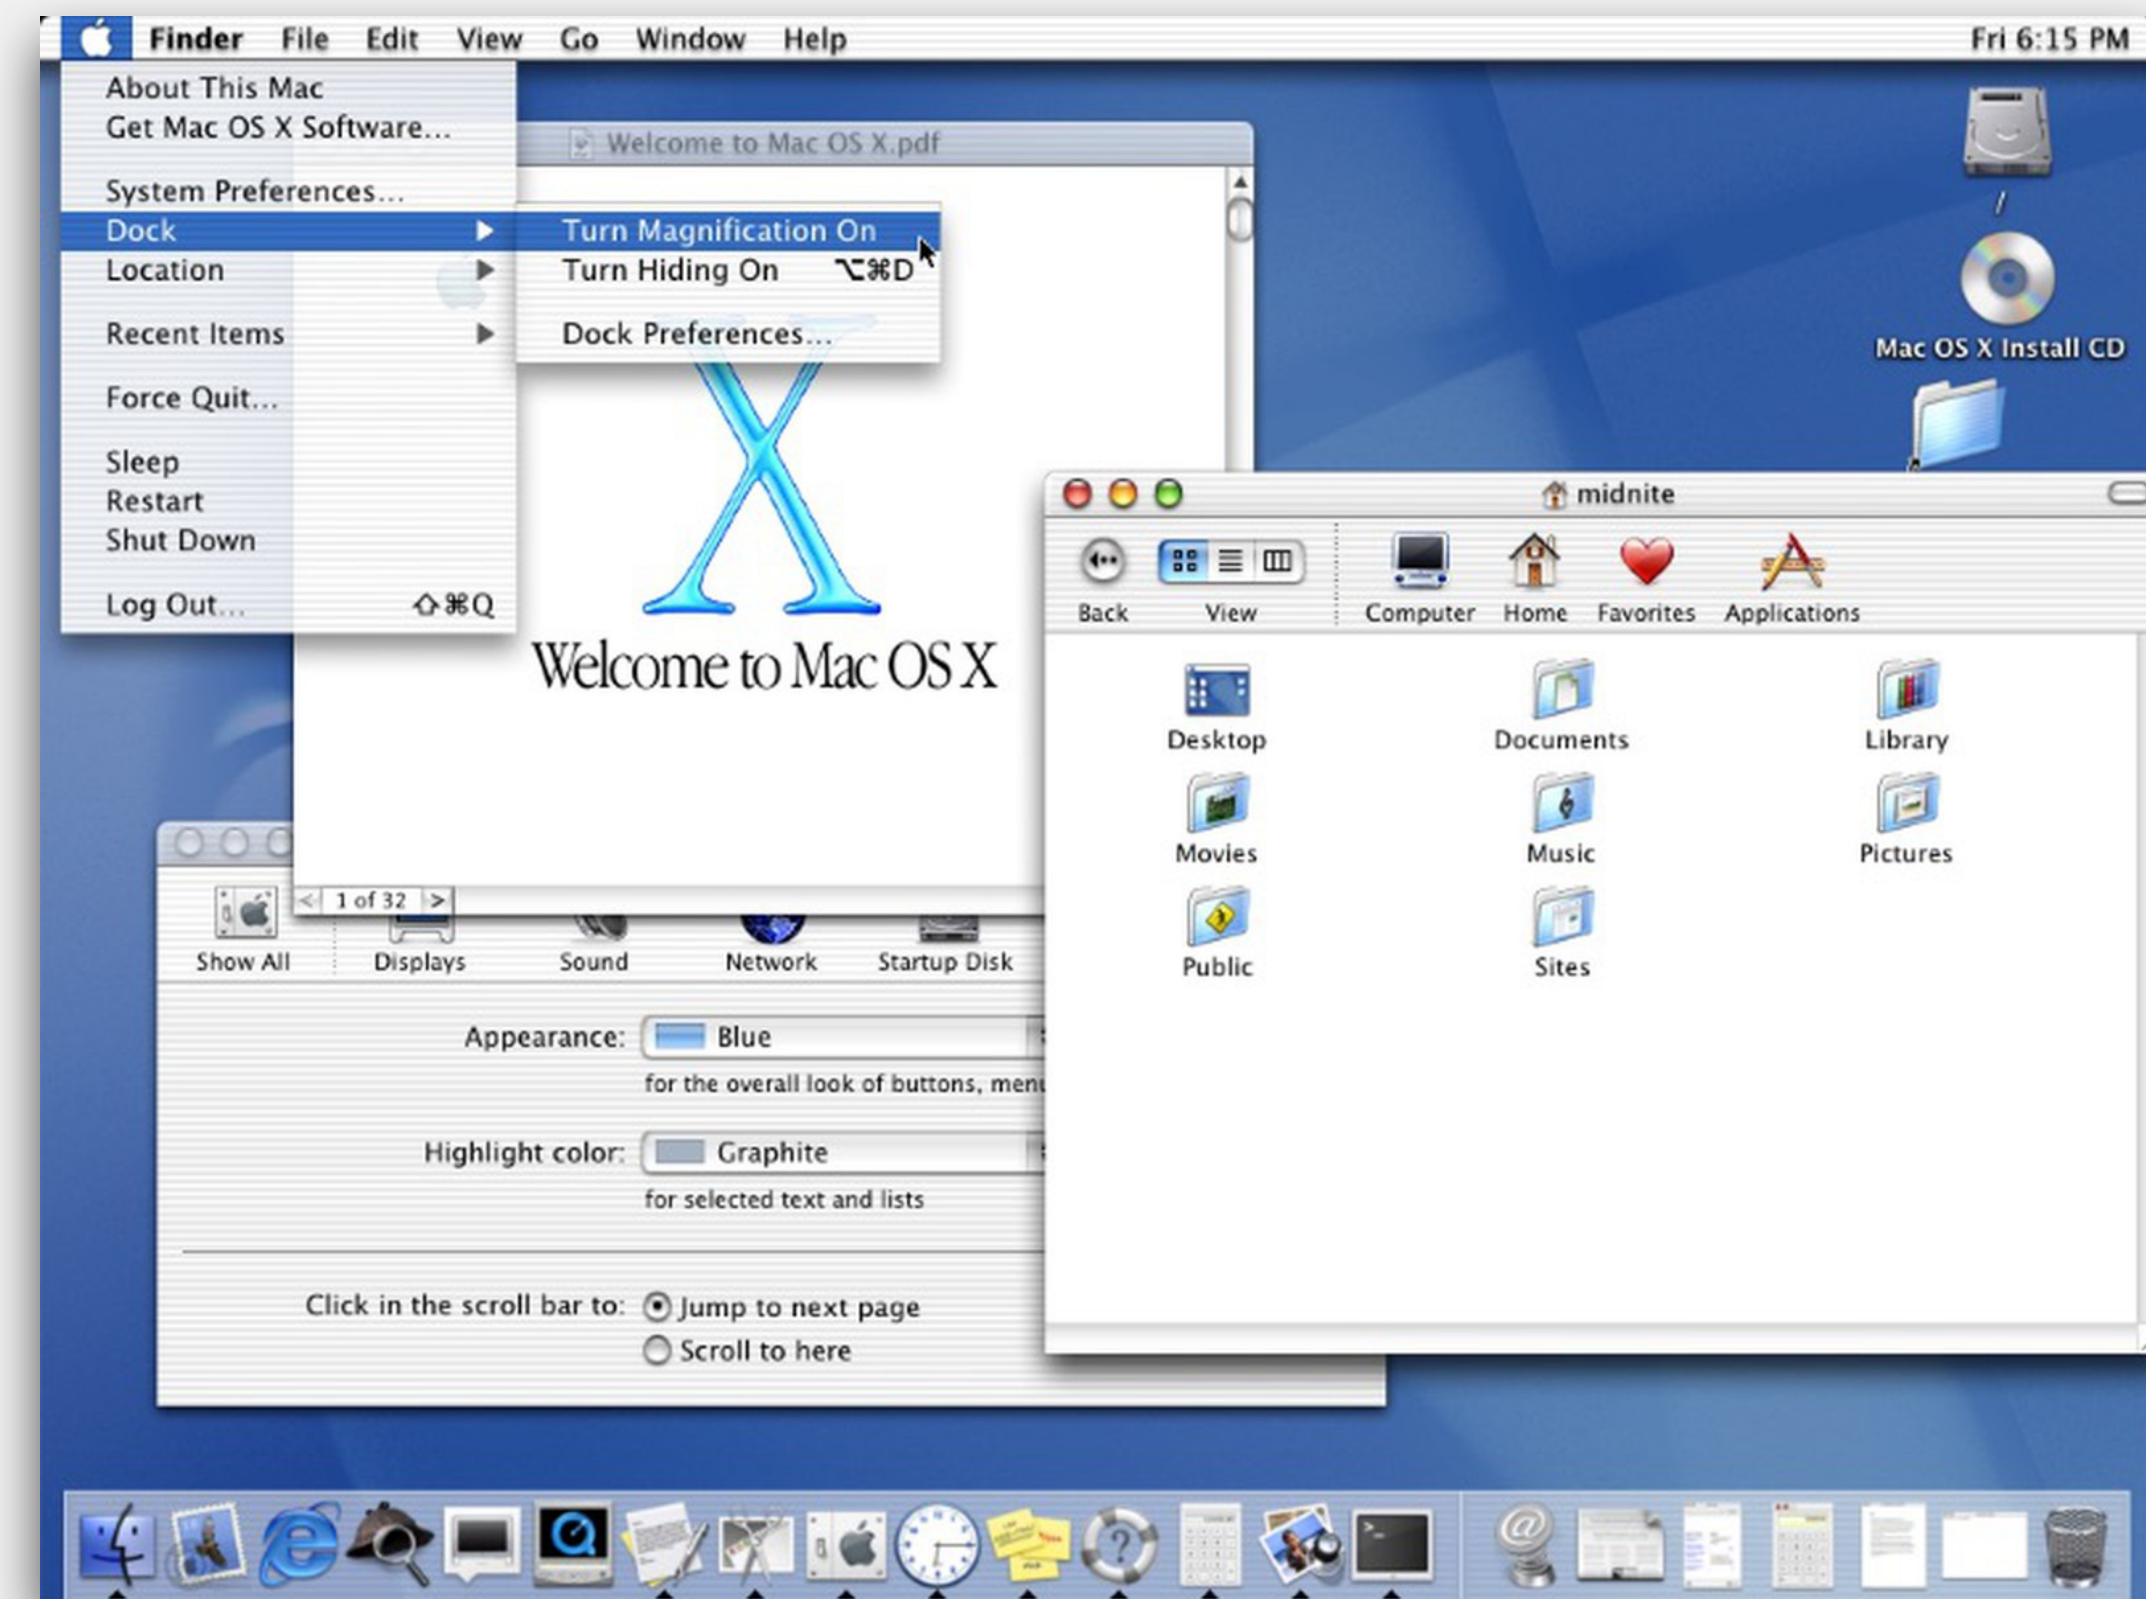 Finder File Edit View Go Window Help Fri 6:15 PM
About This Mac
Get Mac OS X Software...
System Preferences...
Dock
Location
Recent Items
Force Quit...
Sleep
Restart
Shut Down
Log Out... ⇧⌘Q
Turn Magnification On
Turn Hiding On ⌥⌘D
Dock Preferences...
Welcome to Mac OS X.pdf
X
Welcome to Mac OS X
< 1 of 32 >
/
Mac OS X Install CD
midnite
Back View Computer Home Favorites Applications
Desktop Documents Library
Movies Music Pictures
Public Sites
Show All Displays Sound Network Startup Disk
Appearance: Blue
for the overall look of buttons, menu
Highlight color: Graphite
for selected text and lists
Click in the scroll bar to: Jump to next page
Scroll to here